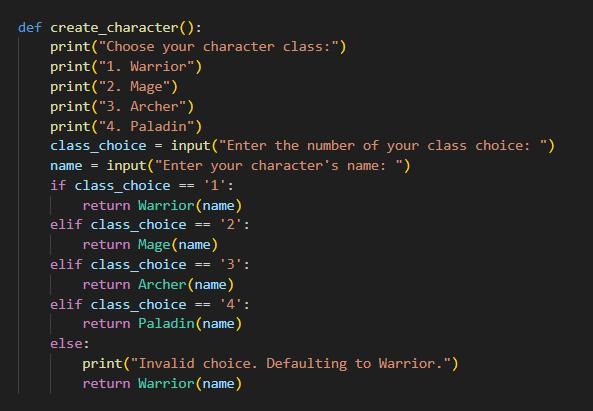 def create_character():
    print("Choose your character class:")
    print("1. Warrior")
    print("2. Mage")
    print("3. Archer")
    print("4. Paladin")
    class_choice = input("Enter the number of your class choice: ")
    name = input("Enter your character's name: ")
    if class_choice == '1':
        return Warrior(name)
    elif class_choice == '2':
        return Mage(name)
    elif class_choice == '3':
        return Archer(name)
    elif class_choice == '4':
        return Paladin(name)
    else:
        print("Invalid choice. Defaulting to Warrior.")
        return Warrior(name)